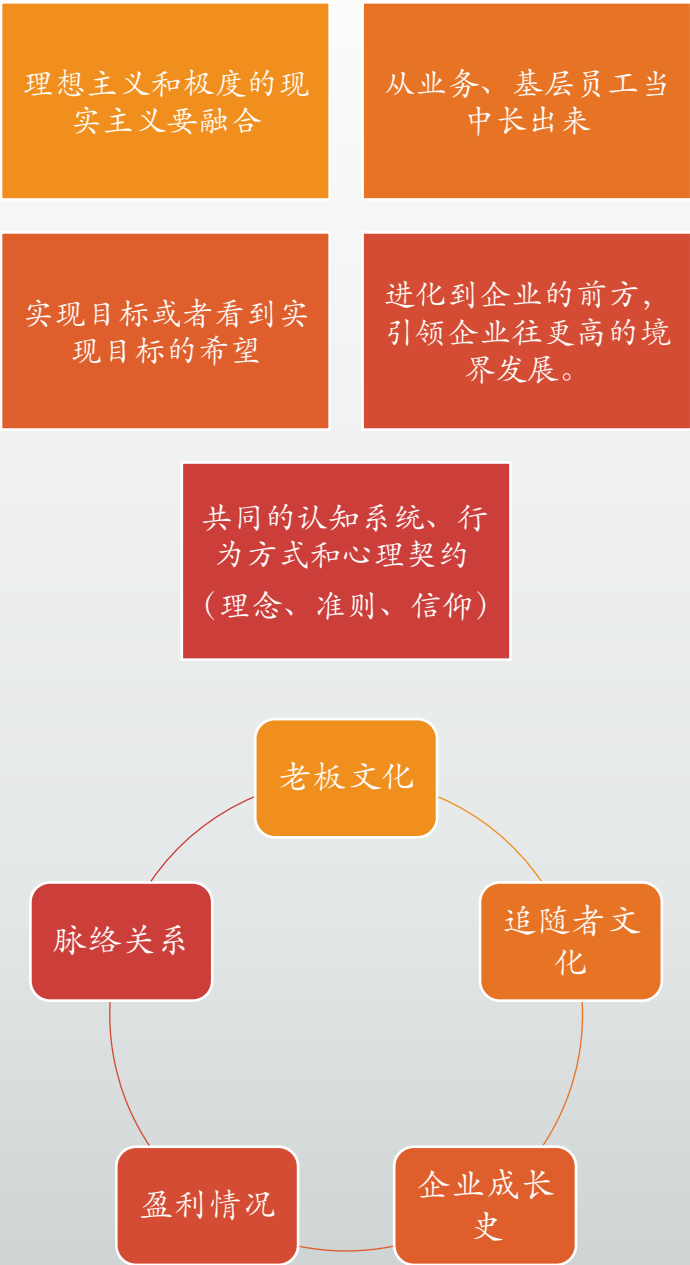 理想主义和极度的现
实主义要融合
从业务、基层员工当
中长出来
实现目标或者看到实
现目标的希望
进化到企业的前方，
引领企业往更高的境
界发展。
共同的认知系统、行
为方式和心理契约
（理念、准则、信仰）
老板文化
追随者文
化
企业成长
史
盈利情况
脉络关系